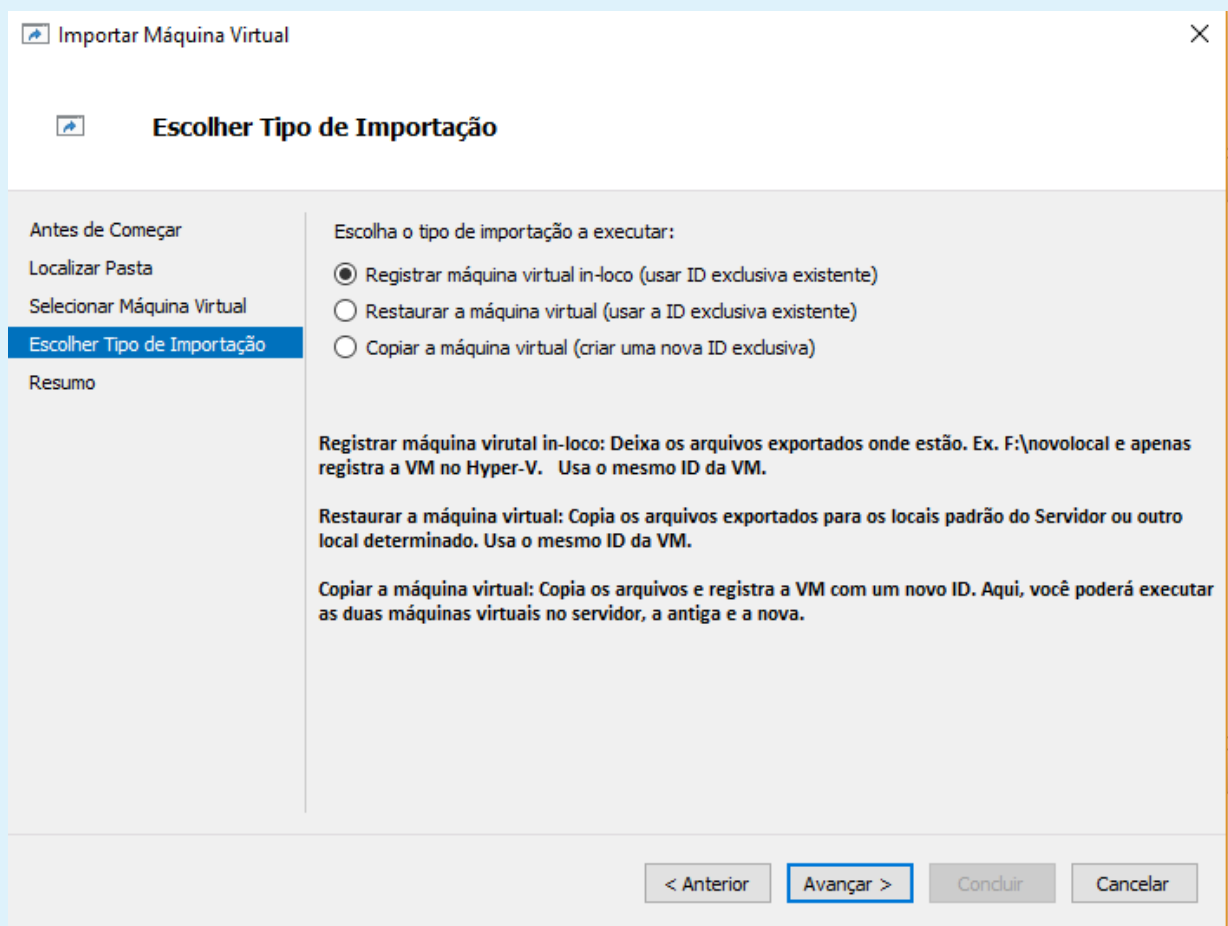 Importar Máquina Virtual
Escolher Tipo de Importação
Antes de Começar
Localizar Pasta
Selecionar Máquina Virtual
Escolher Tipo de Importação
Resumo
Escolha o tipo de importação a executar:
Registrar máquina virtual in-loco (usar ID exclusiva existente)
Restaurar a máquina virtual (usar a ID exclusiva existente)
Copiar a máquina virtual (criar uma nova ID exclusiva)
Registrar máquina virutal in-loco: Deixa os arquivos exportados onde estão. Ex. F:\novolocal e apenas
registra a VM no Hyper-V.   Usa o mesmo ID da VM.
Restaurar a máquina virtual: Copia os arquivos exportados para os locais padrão do Servidor ou outro
local determinado. Usa o mesmo ID da VM.
Copiar a máquina virtual: Copia os arquivos e registra a VM com um novo ID. Aqui, você poderá executar
as duas máquinas virtuais no servidor, a antiga e a nova.
< Anterior
Avançar >
Concluir
Cancelar